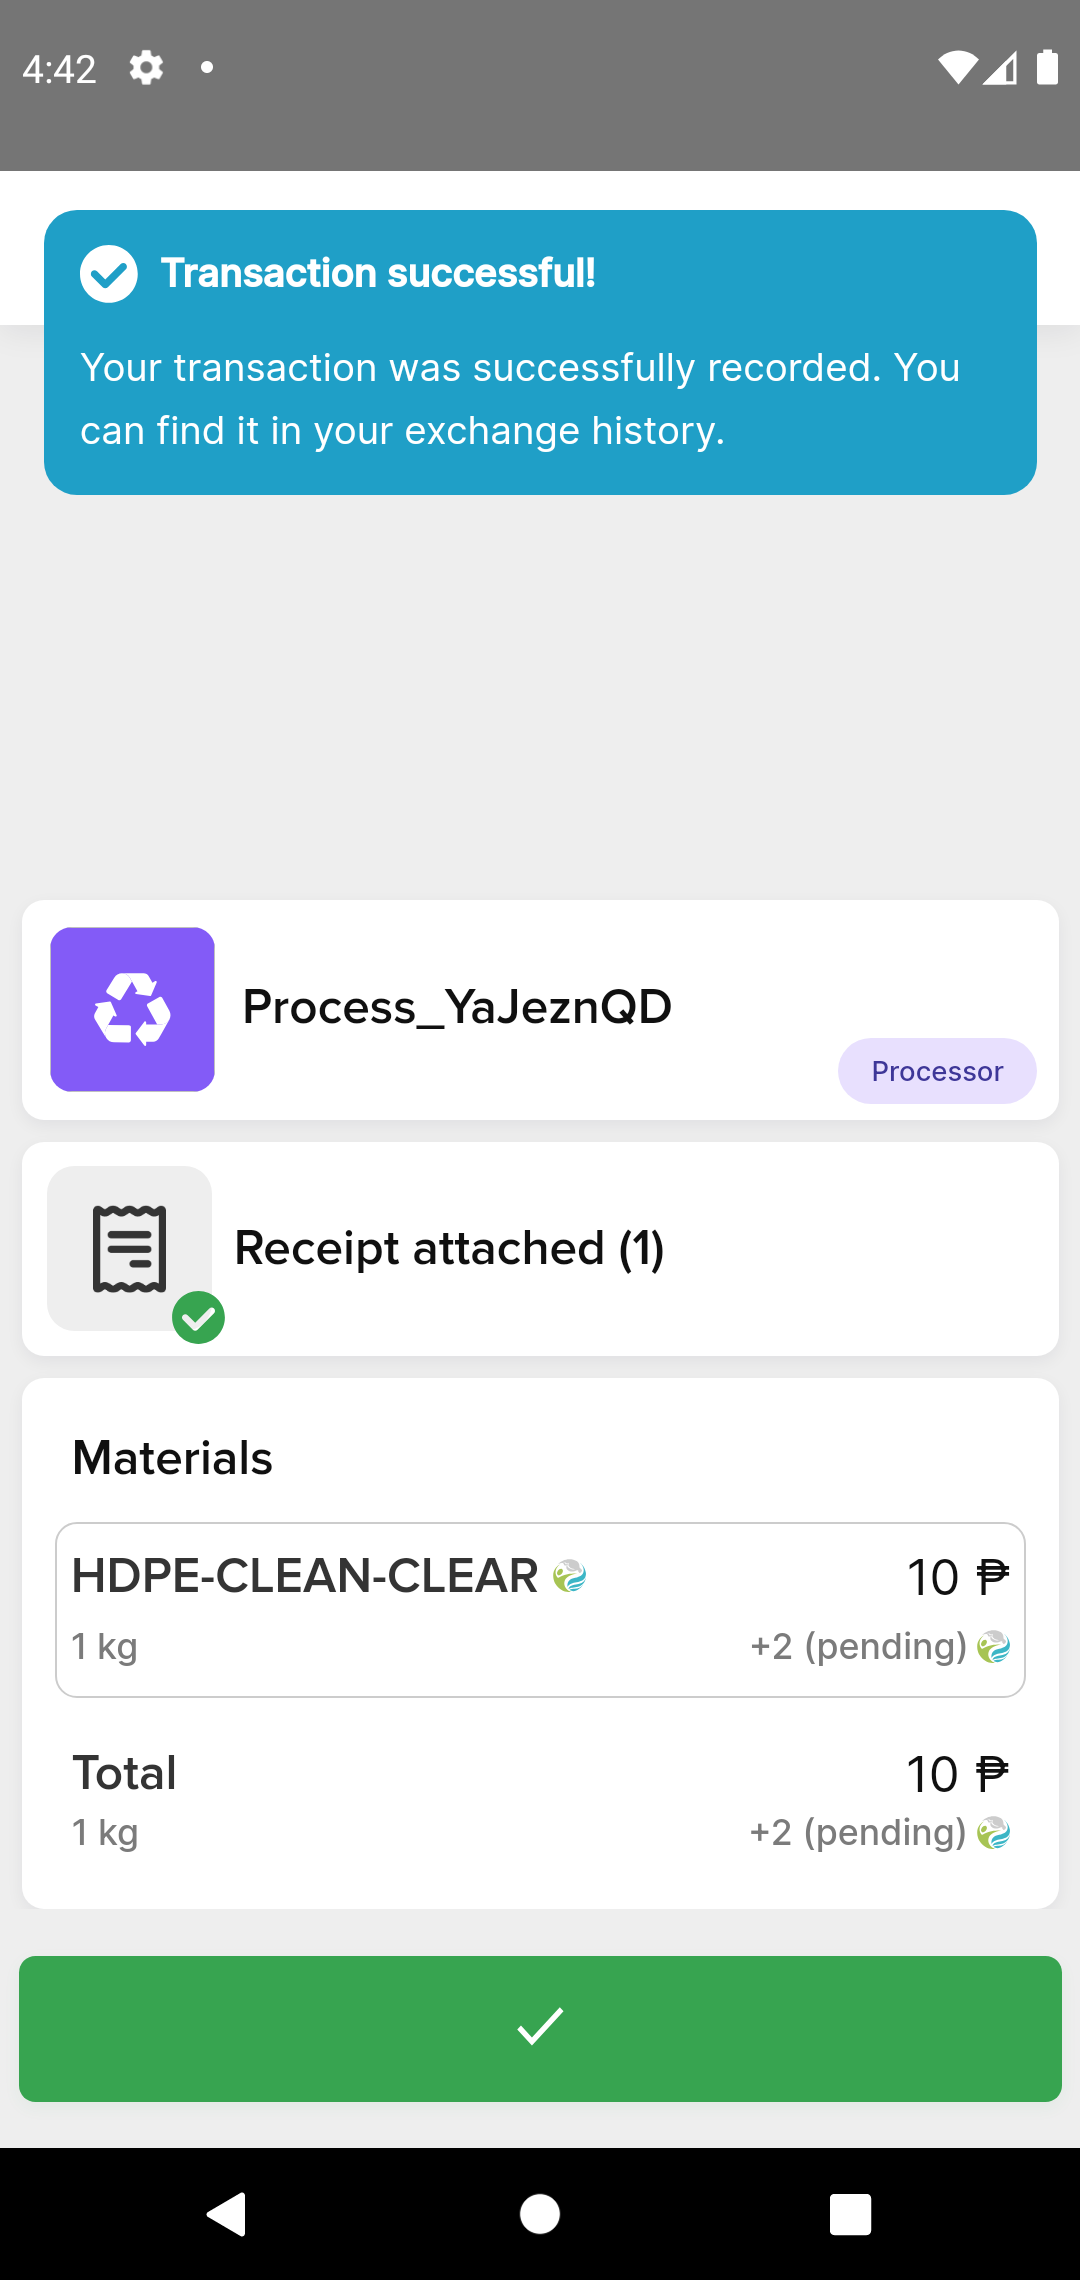 4:42
Transaction successful!
Your transaction was successfully recorded. You
can find it in your exchange history.
Process_YaJeznQD
Processor
Receipt attached (1)
Materials
HDPE-CLEAN-CLEAR 10 ₱
1 kg +2 (pending)
Total 10 ₱
1 kg +2 (pending)